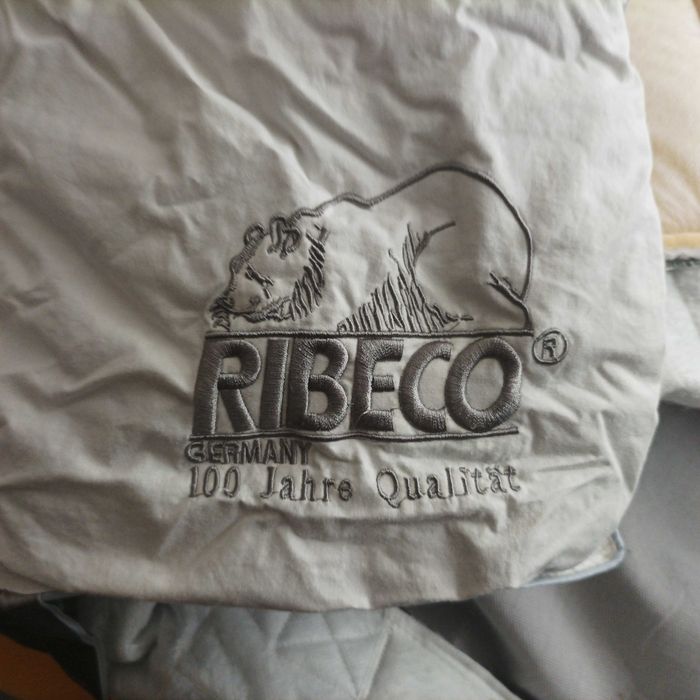 RIBECO ®
GERMANY
100 Jahre Qualität